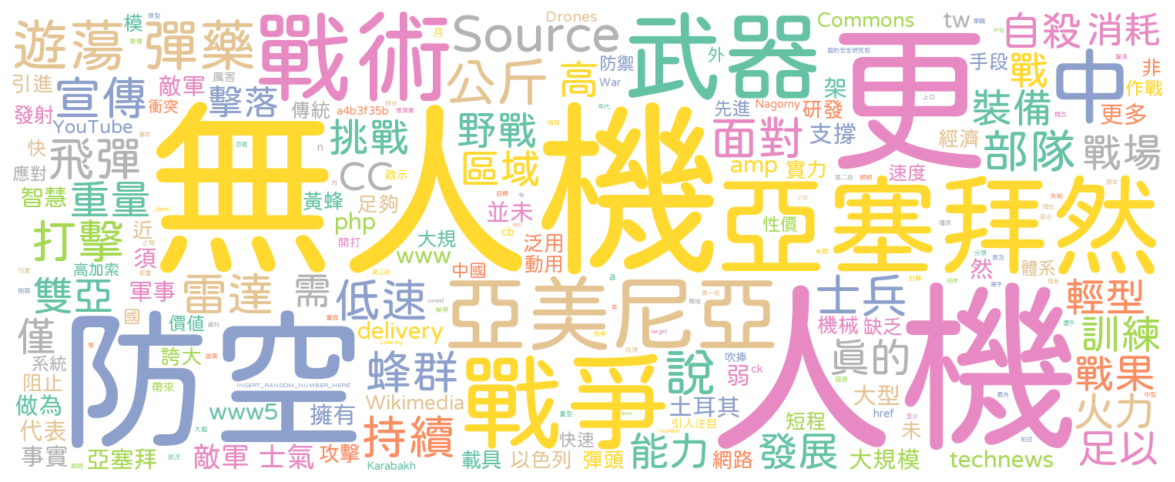 遊蕩 彈藥
戰術
Source
武器
更
Commons
tw
自殺 消耗
Drones
模
月
引進
敵軍
厲害
宣傳
擊落
公斤
高
防禦
外
War
架
手段
戰
中
非
作戰
發射
衝突
傳統
a4b3f35b
先進
Nagorny
研發
裝備
更多
YouTube
挑戰
野戰
面對
支撐
經濟
部隊
戰場
快
應對
飛彈
無人機
CC
區域
amp
實力
速度
亞塞拜然
智慧
重量
黃蜂
足夠
啟示
並未
php
性價
打擊
近
須
大規
www
cb
泛用
動用
高加索
開打
中國
a
然
體系
雙亞
軍事
雷達
需
低速
亞美尼亞
士兵
輕型
國
價值
delivery
機械
缺乏
訓練
僅
防空
誇大
系統
蜂群
戰爭
說
吹捧
ck
真的
人機
戰果
阻止
帶來
弱
INSERT_RANDOM_NUMBER_HERE
做為
www5
擁有
Wikimedia
土耳其
大型
href
火力
代表
持續
引人注目
短程
未
足以
事實
亞塞拜
敵軍 士氣
攻擊
快速
能力
發展
Karabakh
載具
以色列
彈頭
網路
大規模
technews